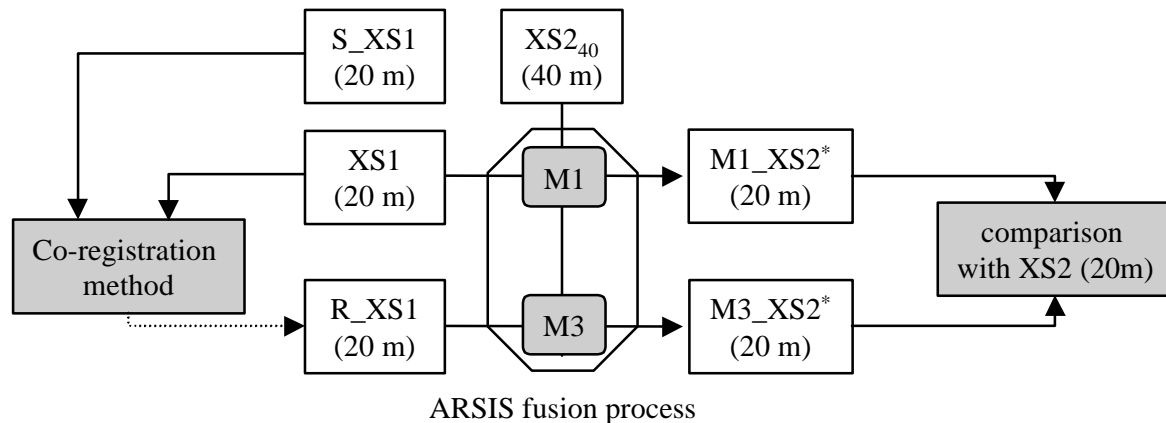 S_XS1
(20 m)
XS2₄₀
(40 m)
XS1
(20 m)
M1
M1_XS2*
(20 m)
Co-registration
method
comparison
with XS2 (20m)
R_XS1
(20 m)
M3
M3_XS2*
(20 m)
ARSIS fusion process